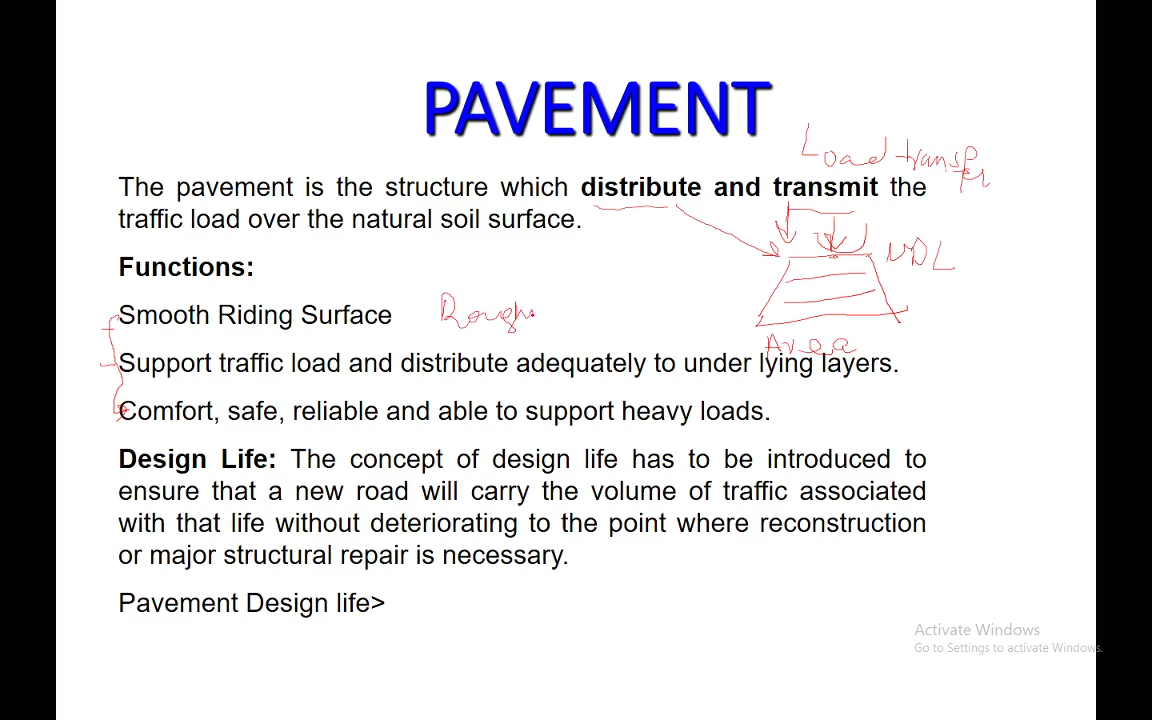 PAVEMENT
Load transfer
The pavement is the structure which distribute and transmit the
traffic load over the natural soil surface.
UDL
Functions:
Smooth Riding Surface Rough
Area
Support traffic load and distribute adequately to under lying layers.
Comfort, safe, reliable and able to support heavy loads.
Design Life: The concept of design life has to be introduced to
ensure that a new road will carry the volume of traffic associated
with that life without deteriorating to the point where reconstruction
or major structural repair is necessary.
Pavement Design life>
Activate Windows
Go to Settings to activate Windows.